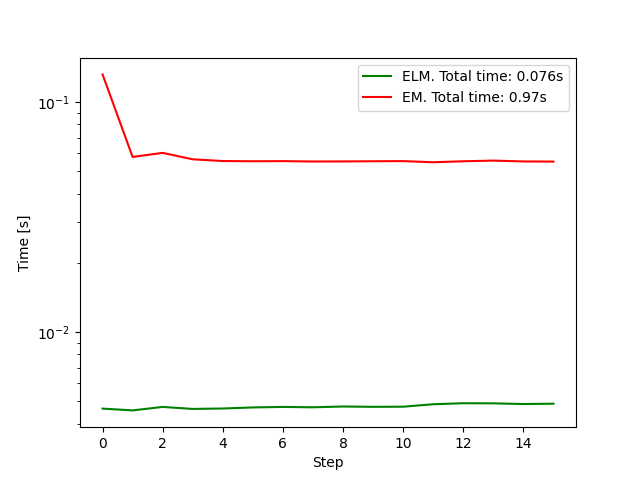 ELM. Total time: 0.076s
EM. Total time: 0.97s
10⁻¹
10⁻²
Time [s]
0 2 4 6 8 10 12 14
Step